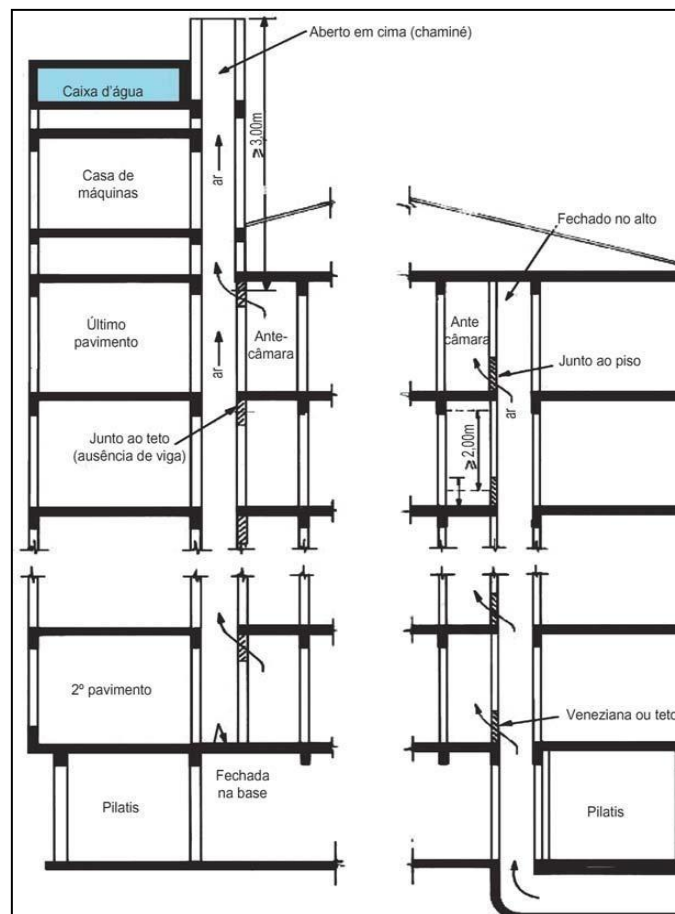 Aberto em cima (chaminé)
Caixa d'água
≥ 3,00m
Casa de
máquinas
ar
Fechado no alto
Último
pavimento
Ante-
câmara
Ante
câmara
ar
Junto ao piso
ar
Junto ao teto
(ausência de viga)
≥ 2,00m
2º pavimento
Veneziana ou teto
Fechada
na base
Pilatis
Pilatis